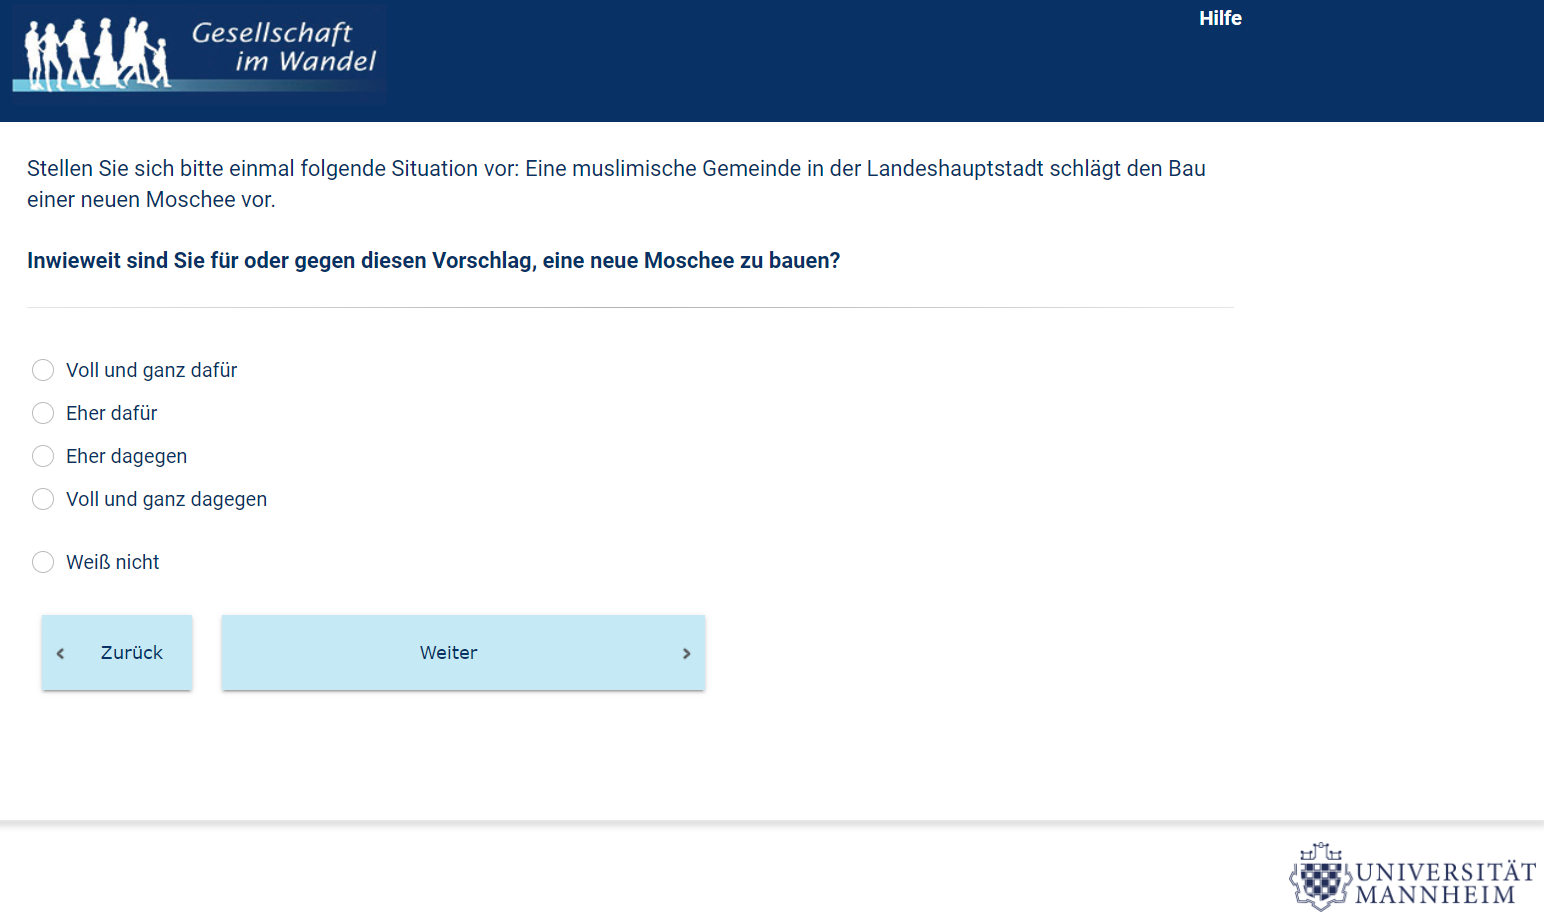 Gesellschaft
im Wandel
Hilfe
Stellen Sie sich bitte einmal folgende Situation vor: Eine muslimische Gemeinde in der Landeshauptstadt schlägt den Bau
einer neuen Moschee vor.
Inwieweit sind Sie für oder gegen diesen Vorschlag, eine neue Moschee zu bauen?
Voll und ganz dafür
Eher dafür
Eher dagegen
Voll und ganz dagegen
Weiß nicht
Zurück
Weiter
UNIVERSITÄT
MANNHEIM